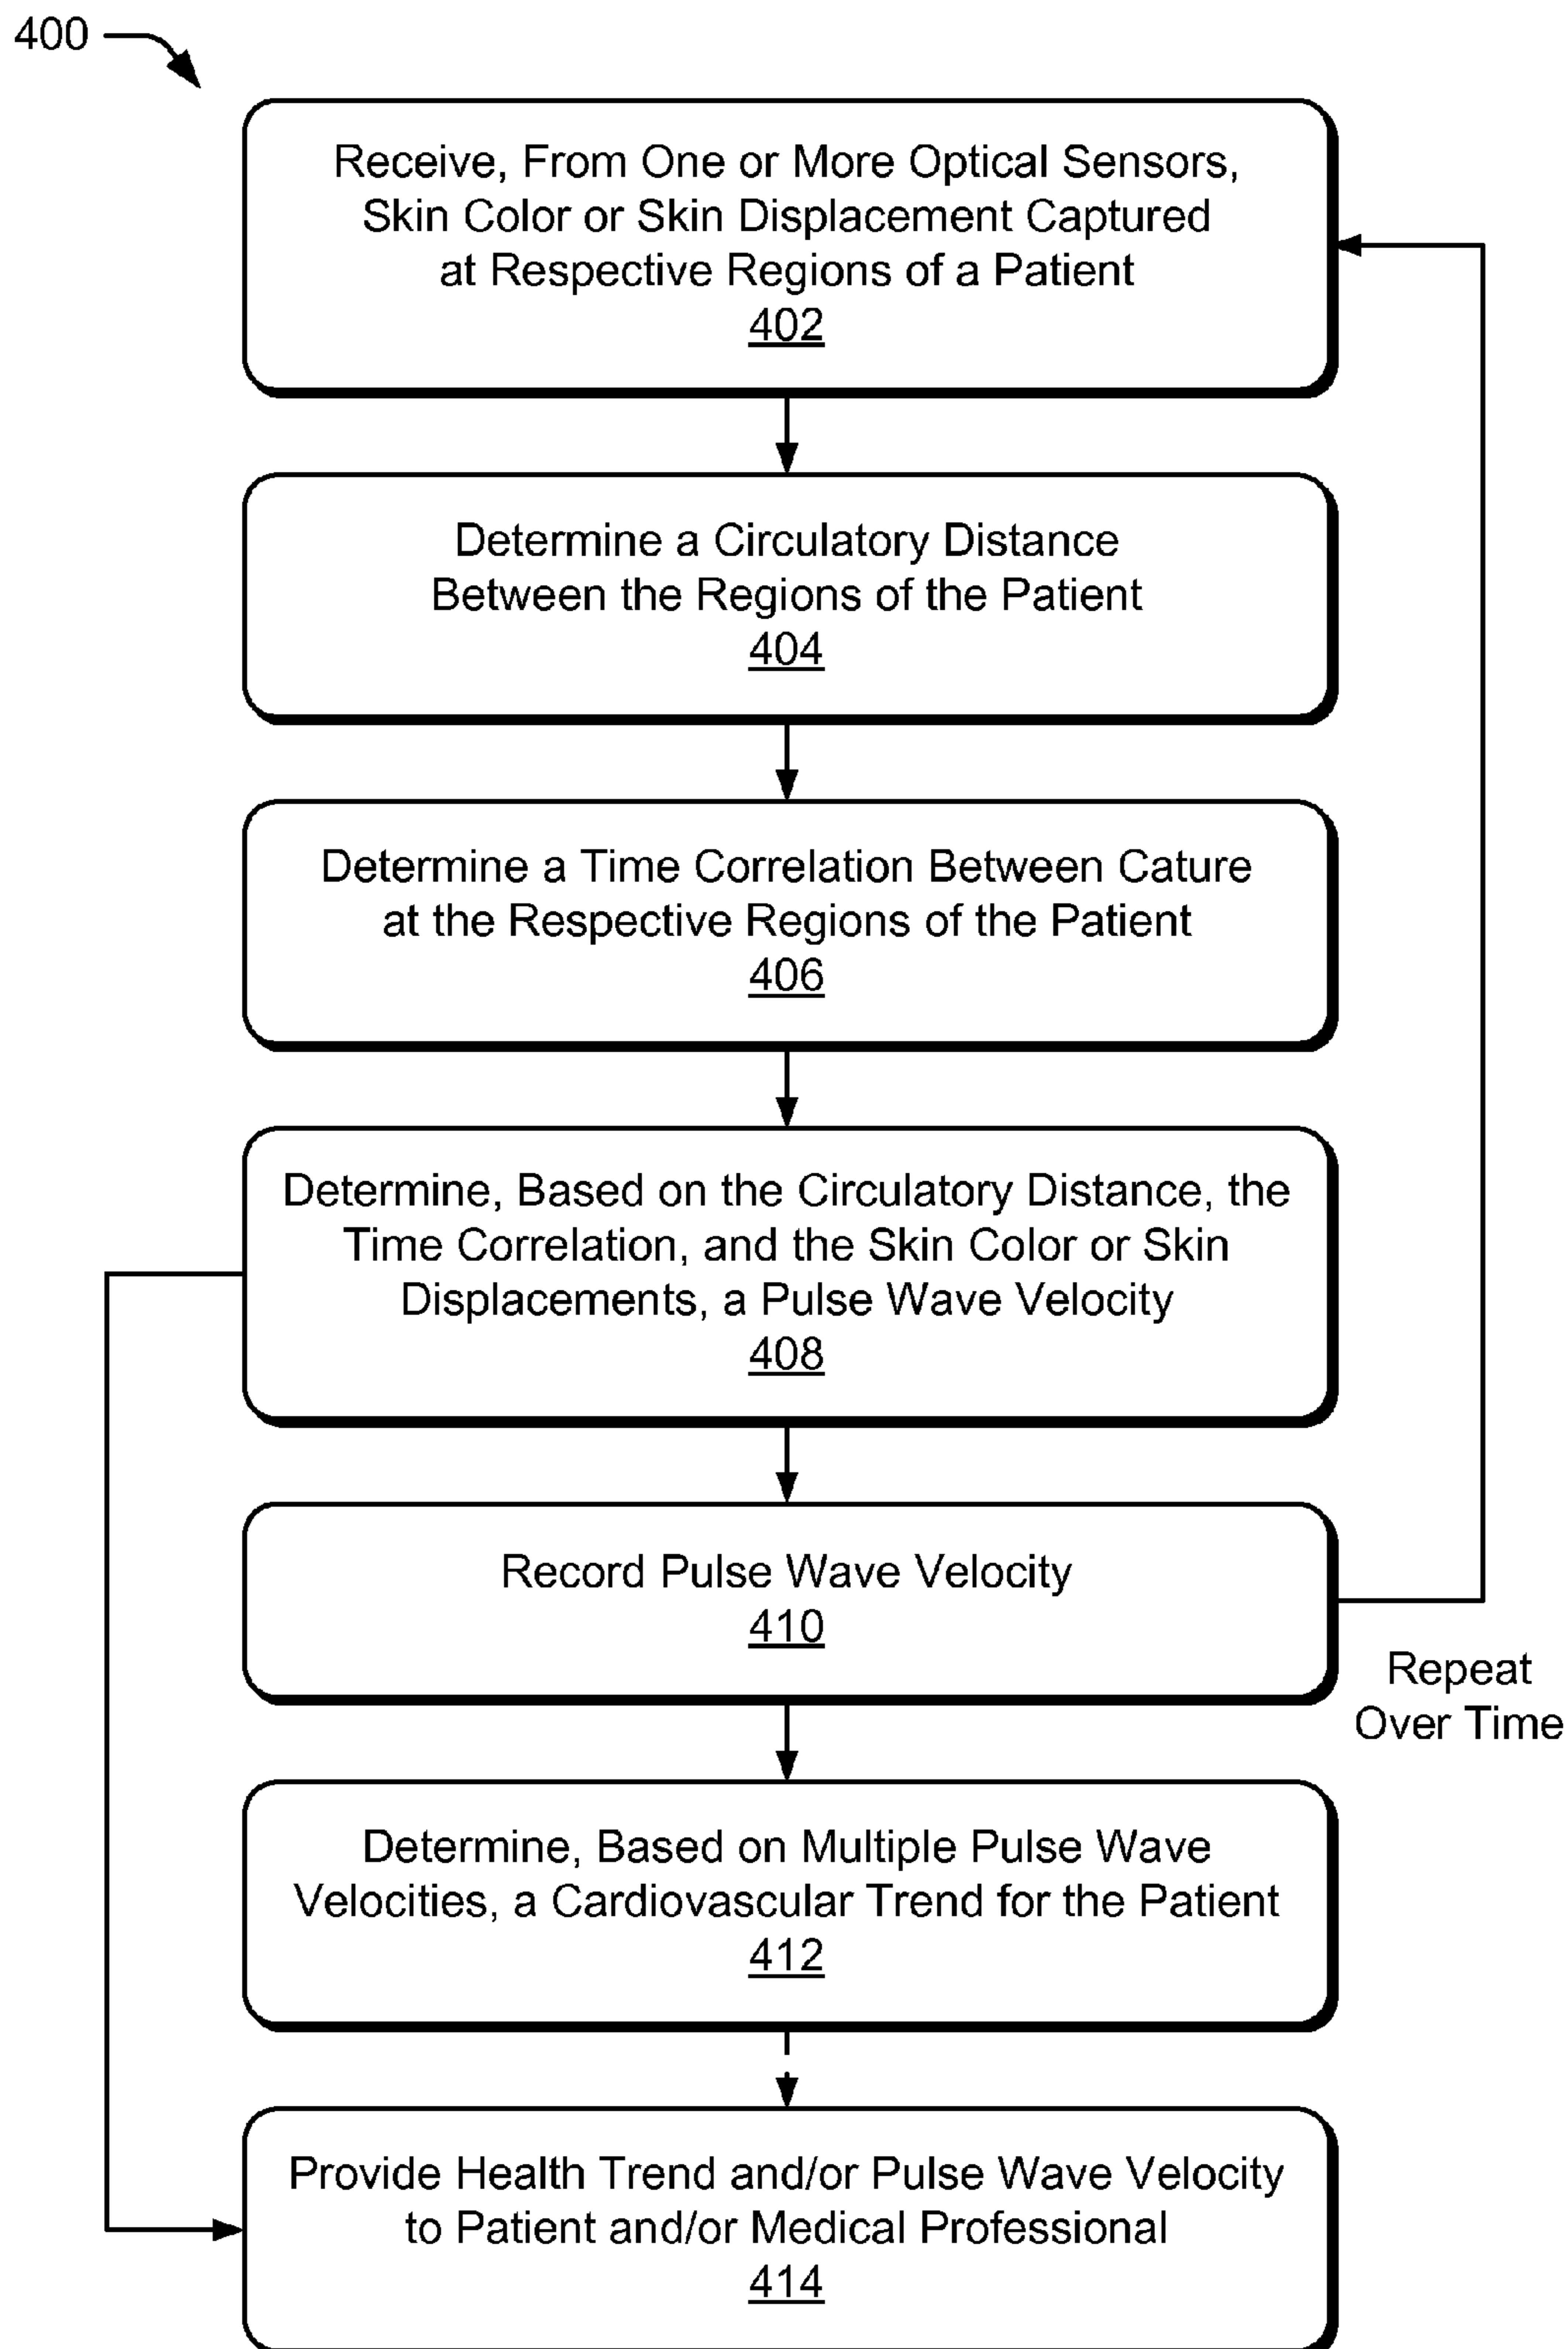 400
Receive, From One or More Optical Sensors,
Skin Color or Skin Displacement Captured
at Respective Regions of a Patient
402
Determine a Circulatory Distance
Between the Regions of the Patient
404
Determine a Time Correlation Between Cature
at the Respective Regions of the Patient
406
Determine, Based on the Circulatory Distance, the
Time Correlation, and the Skin Color or Skin
Displacements, a Pulse Wave Velocity
408
Record Pulse Wave Velocity
410
Repeat
Over Time
Determine, Based on Multiple Pulse Wave
Velocities, a Cardiovascular Trend for the Patient
412
Provide Health Trend and/or Pulse Wave Velocity
to Patient and/or Medical Professional
414